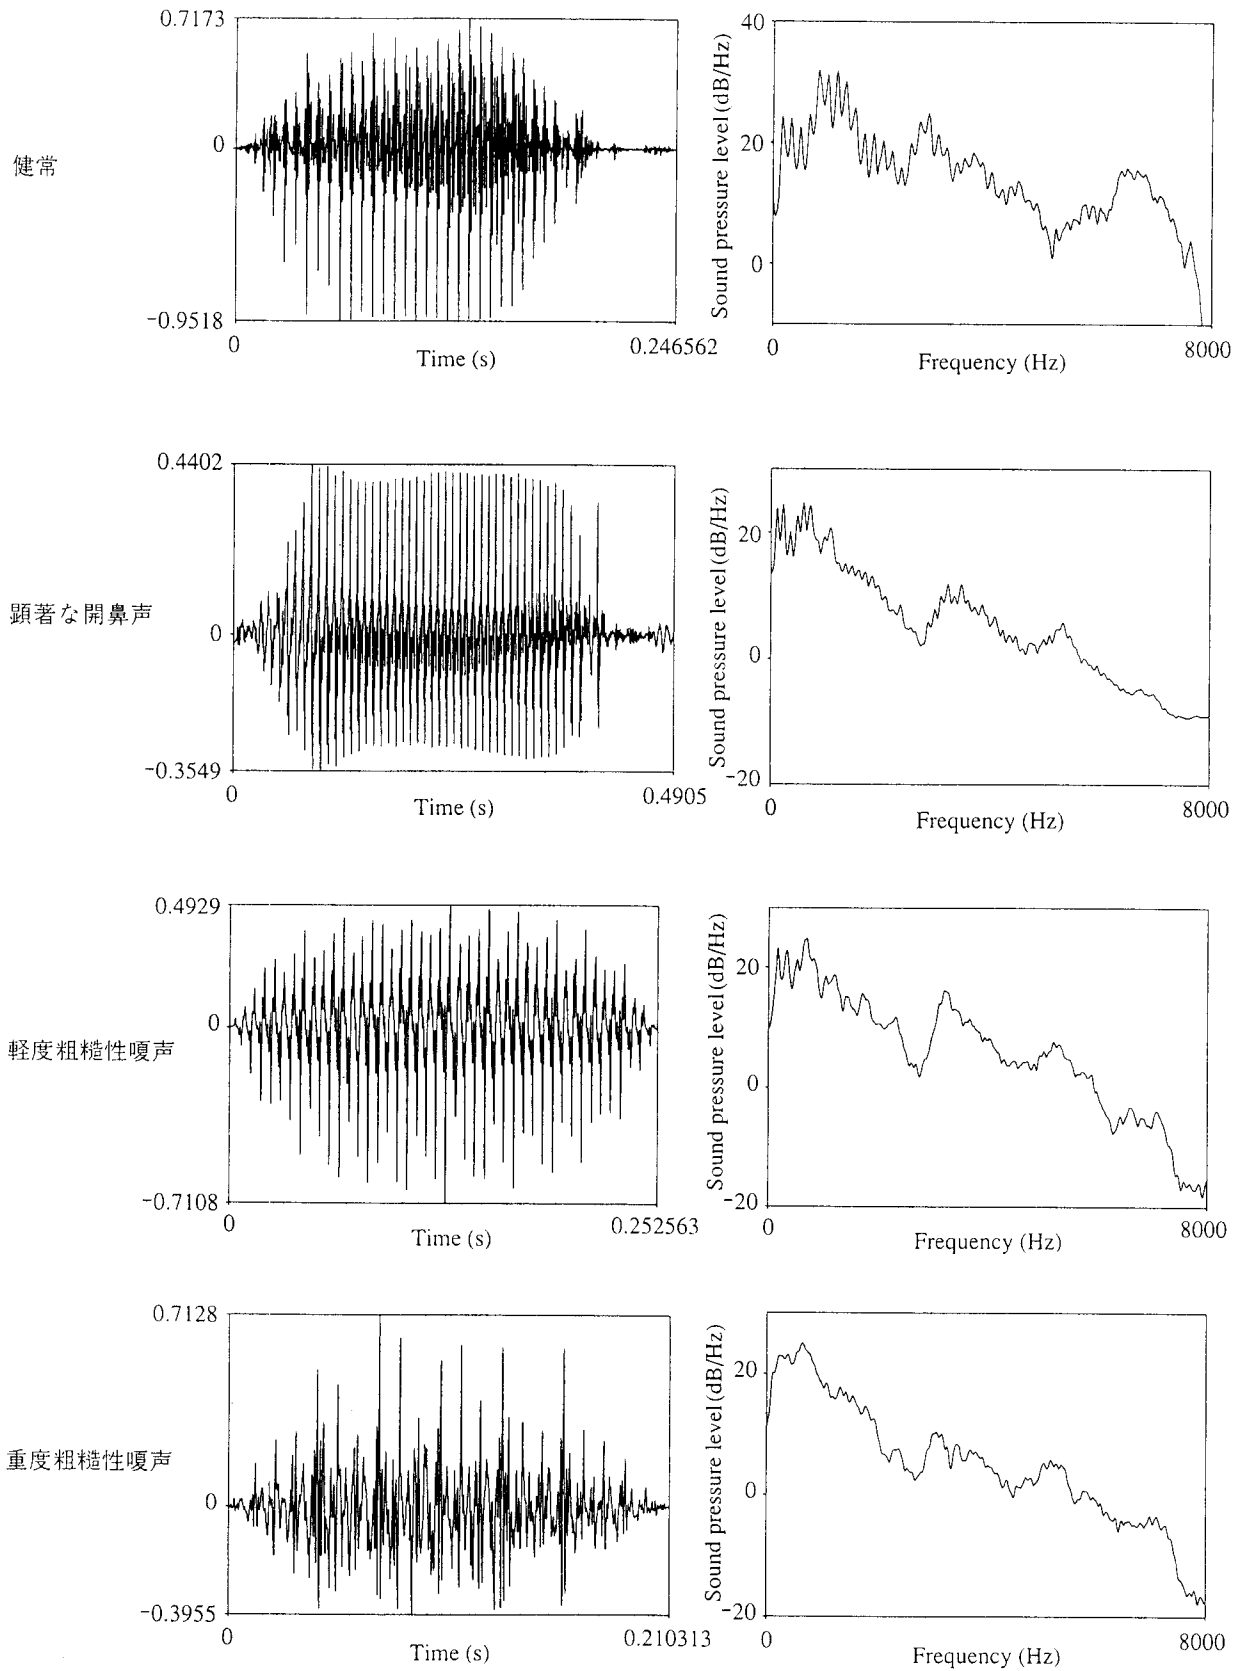 健常
0.7173
0
-0.9518
0
0.246562
Time (s)
Sound pressure level (dB/Hz)
40
20
0
0
8000
Frequency (Hz)
顕著な開鼻声
0.4402
0
-0.3549
0
0.4905
Time (s)
Sound pressure level (dB/Hz)
20
0
-20
0
8000
Frequency (Hz)
軽度粗糙性嗄声
0.4929
0
-0.7108
0
0.252563
Time (s)
Sound pressure level (dB/Hz)
20
0
-20
0
8000
Frequency (Hz)
重度粗糙性嗄声
0.7128
0
-0.3955
0
0.210313
Time (s)
Sound pressure level (dB/Hz)
20
0
-20
0
8000
Frequency (Hz)